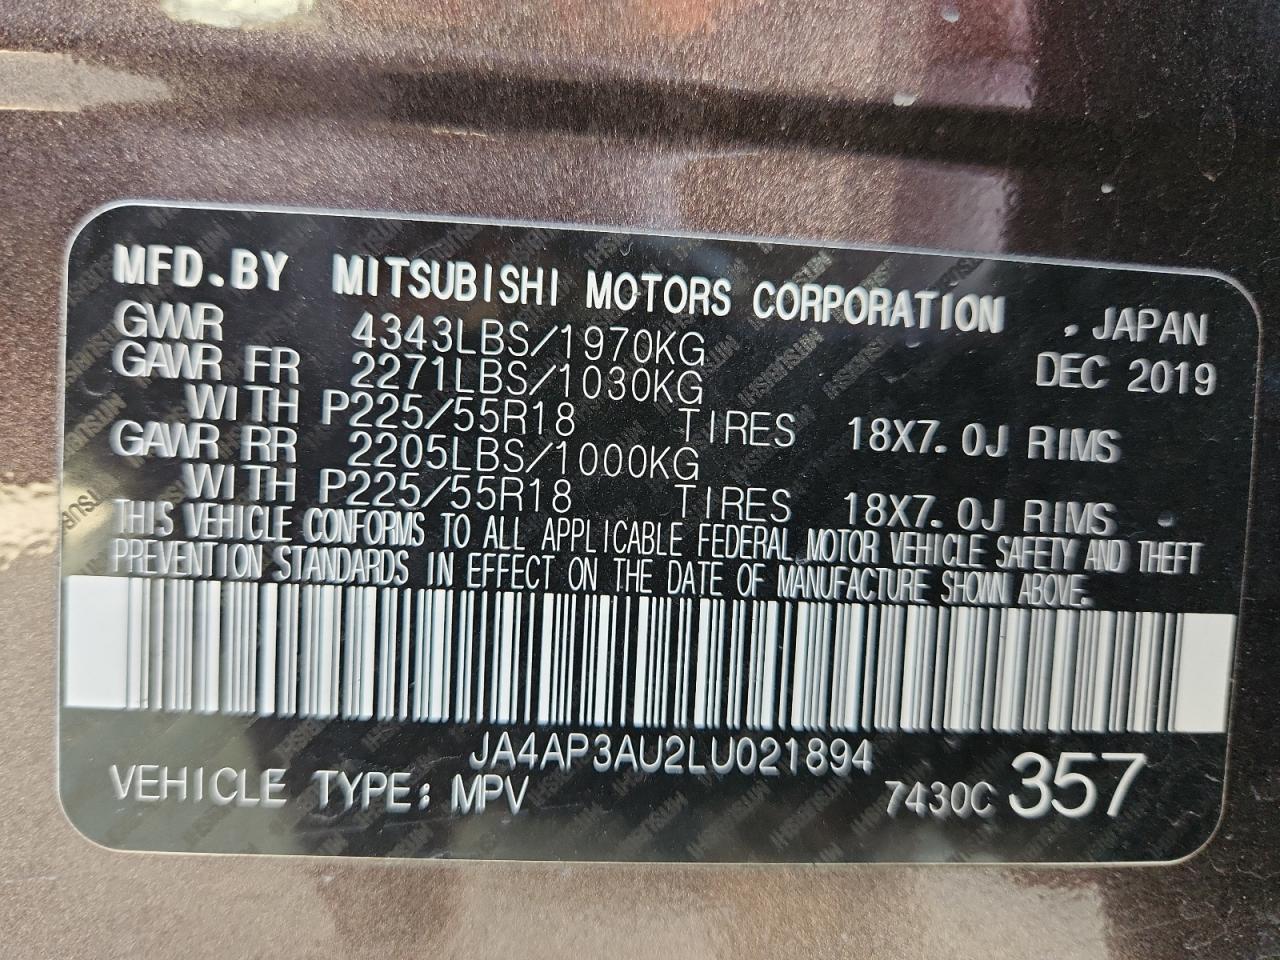 MFD.BY MITSUBISHI MOTORS CORPORATION , JAPAN
GVWR 4343LBS/1970KG DEC 2019
GAWR FR 2271LBS/1030KG
WITH P225/55R18 TIRES 18X7.0J RIMS
GAWR RR 2205LBS/1000KG
WITH P225/55R18 TIRES 18X7.0J RIMS
THIS VEHICLE CONFORMS TO ALL APPLICABLE FEDERAL MOTOR VEHICLE SAFETY AND THEFT
PREVENTION STANDARDS IN EFFECT ON THE DATE OF MANUFACTURE SHOWN ABOVE.
JA4AP3AU2LU021894
VEHICLE TYPE: MPV 7430C 357